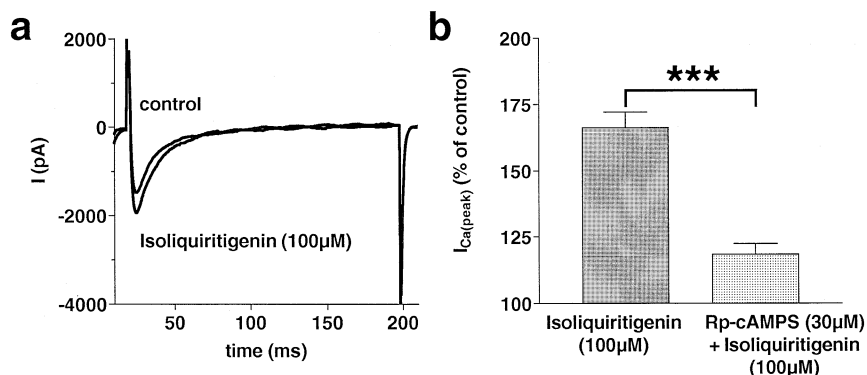 a
2000
0
-2000
-4000
I (pA)
control
Isoliquiritigenin (100µM)
50
100
150
200
time (ms)
b
200
175
150
125
100
ICa(peak) (% of control)
***
Isoliquiritigenin
(100µM)
Rp-cAMPS (30µM)
+ Isoliquiritigenin
(100µM)